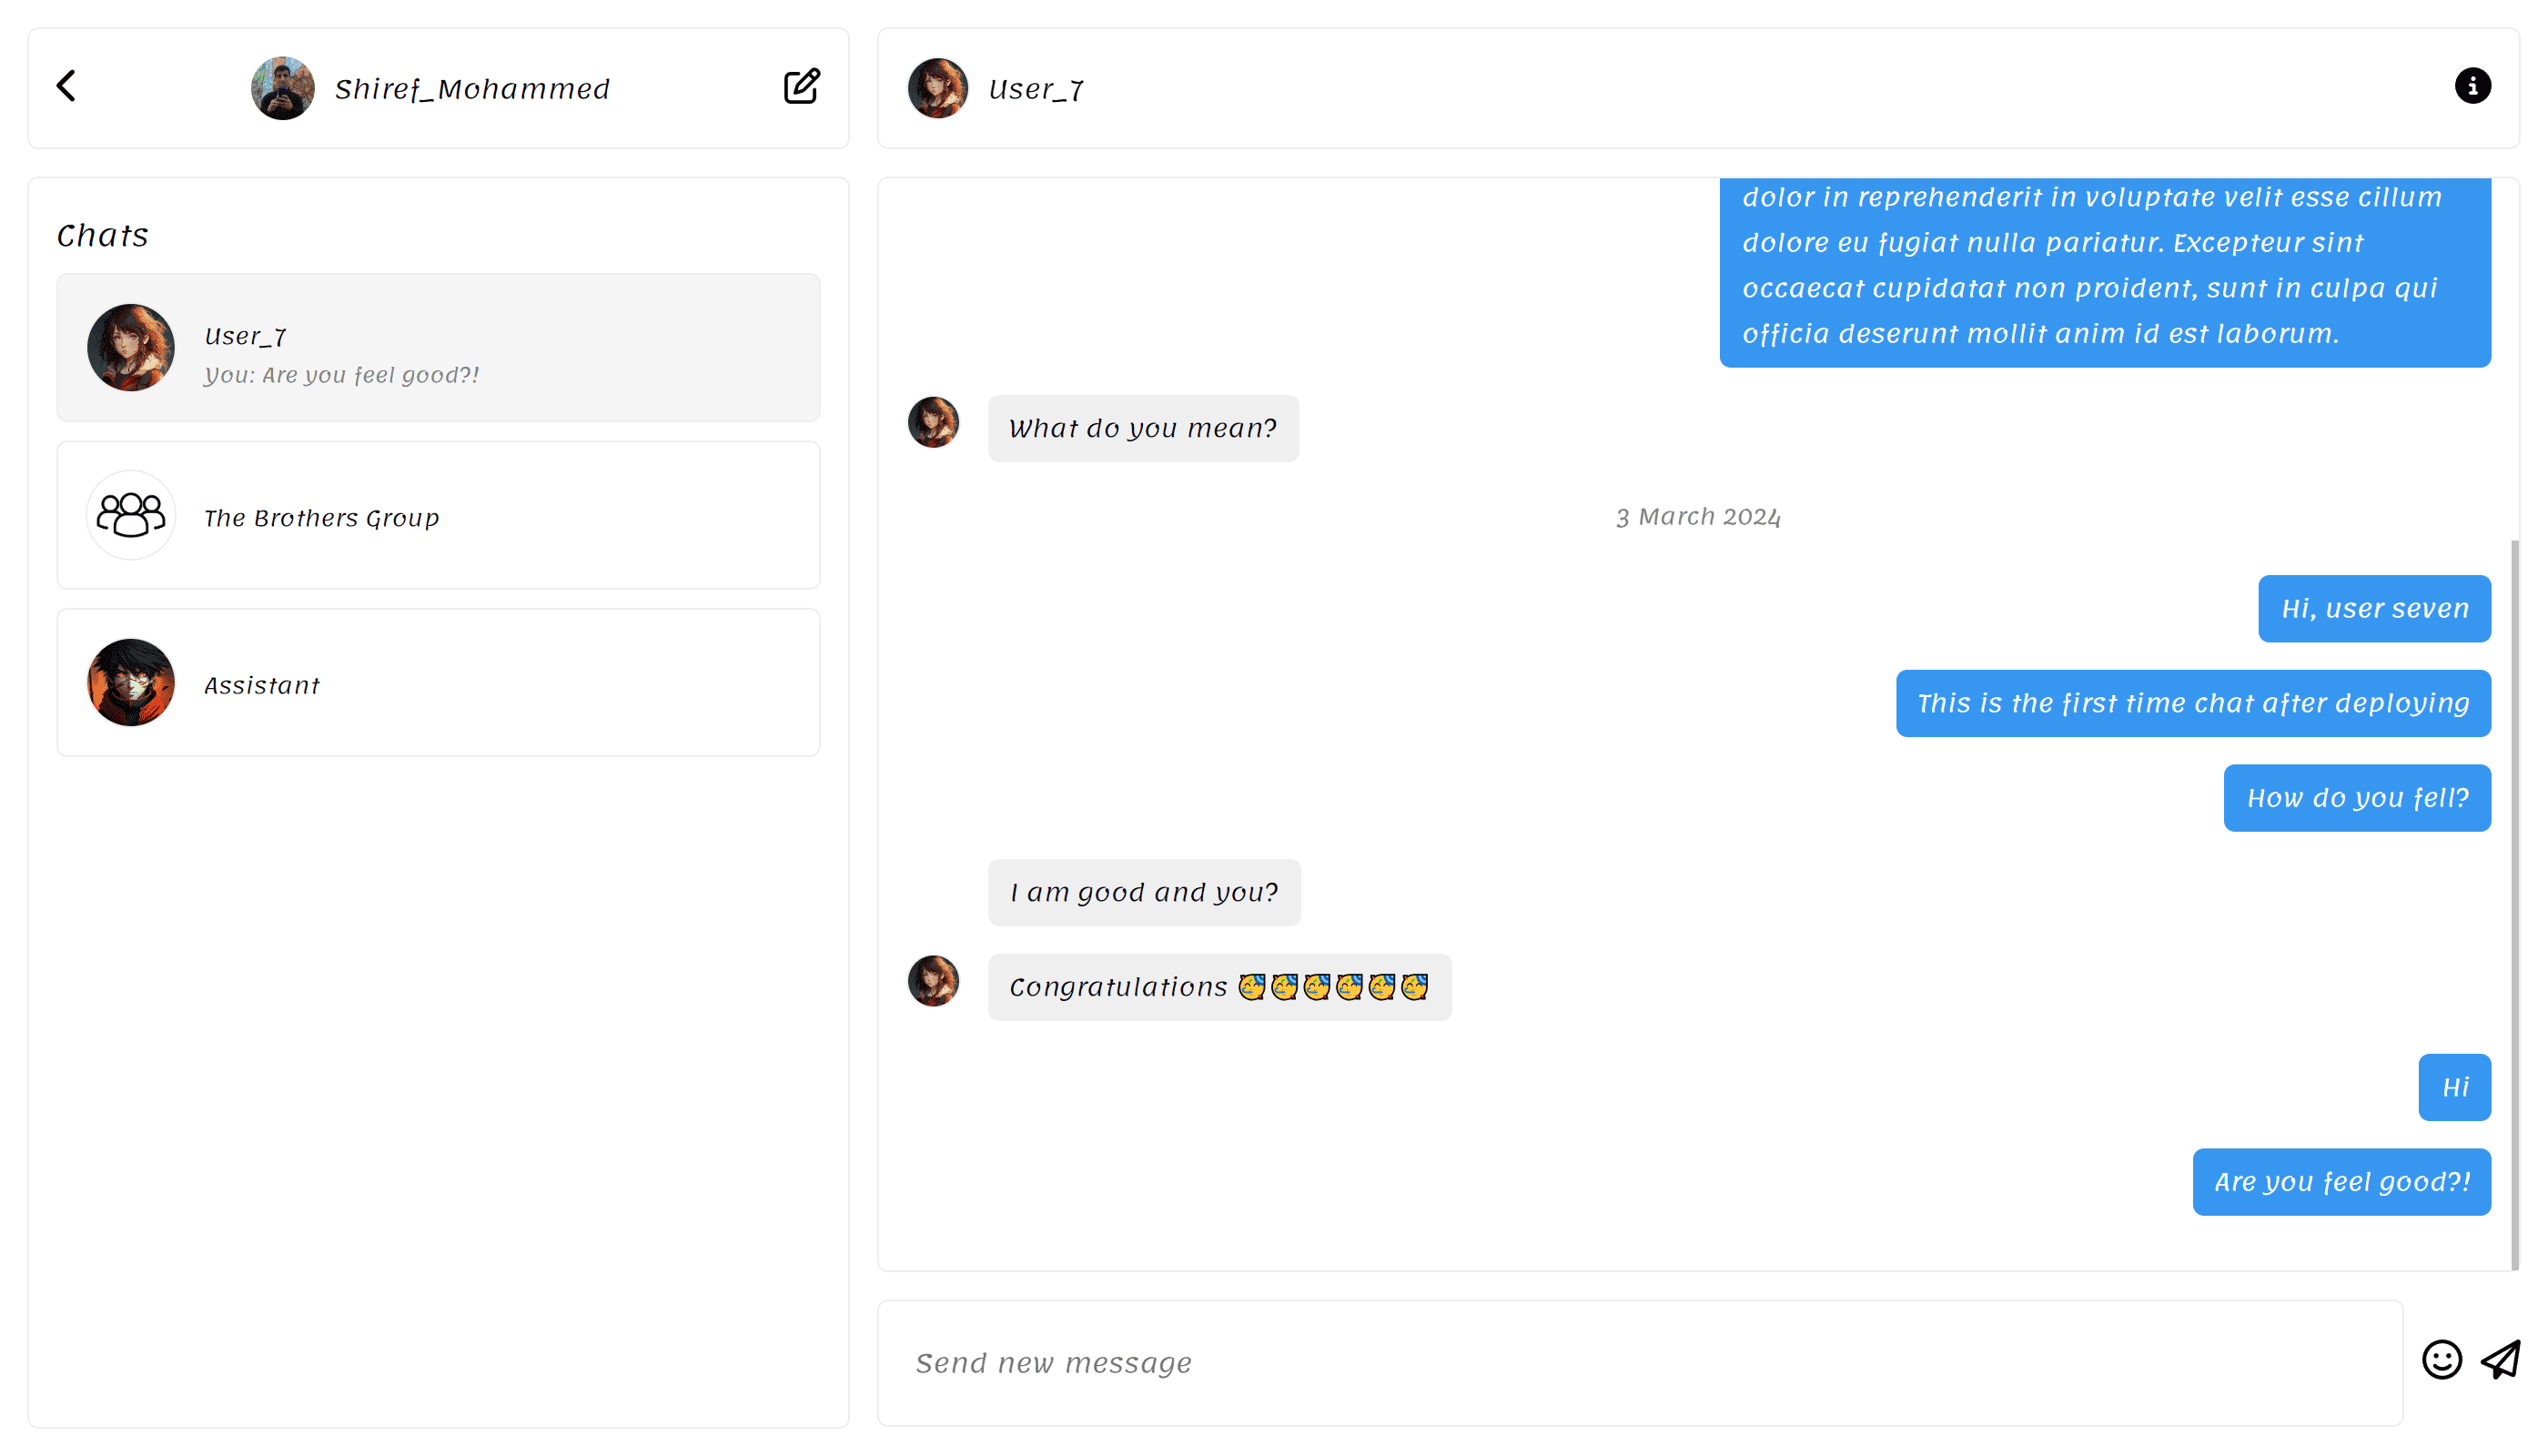 Shiref_Mohammed
Chats
User_7
You: Are you feel good?!
The Brothers Group
Assistant
User_7
dolor in reprehenderit in voluptate velit esse cillum
dolore eu fugiat nulla pariatur. Excepteur sint
occaecat cupidatat non proident, sunt in culpa qui
officia deserunt mollit anim id est laborum.
What do you mean?
3 March 2024
Hi, user seven
This is the first time chat after deploying
How do you fell?
I am good and you?
Congratulations 🥳🥳🥳🥳🥳🥳
Hi
Are you feel good?!
Send new message